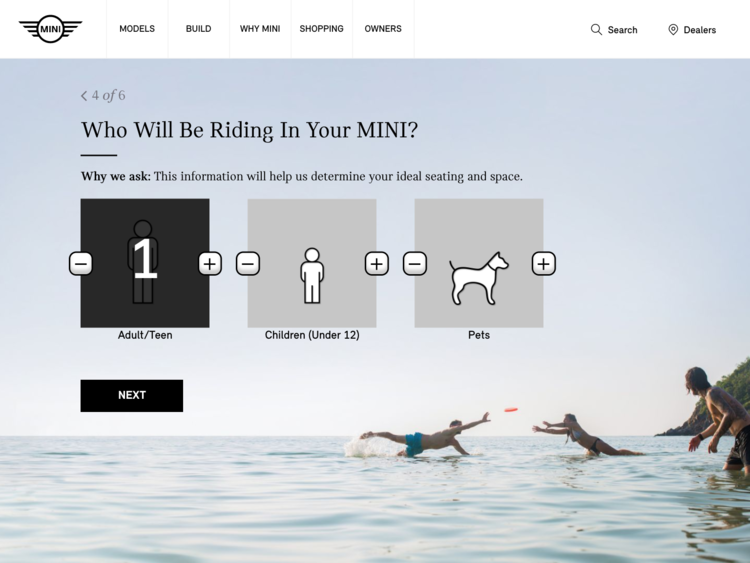 MINI
MODELS
BUILD
WHY MINI
SHOPPING
OWNERS
Search
Dealers
4 of 6
Who Will Be Riding In Your MINI?
Why we ask: This information will help us determine your ideal seating and space.
1
Adult/Teen
Children (Under 12)
Pets
NEXT